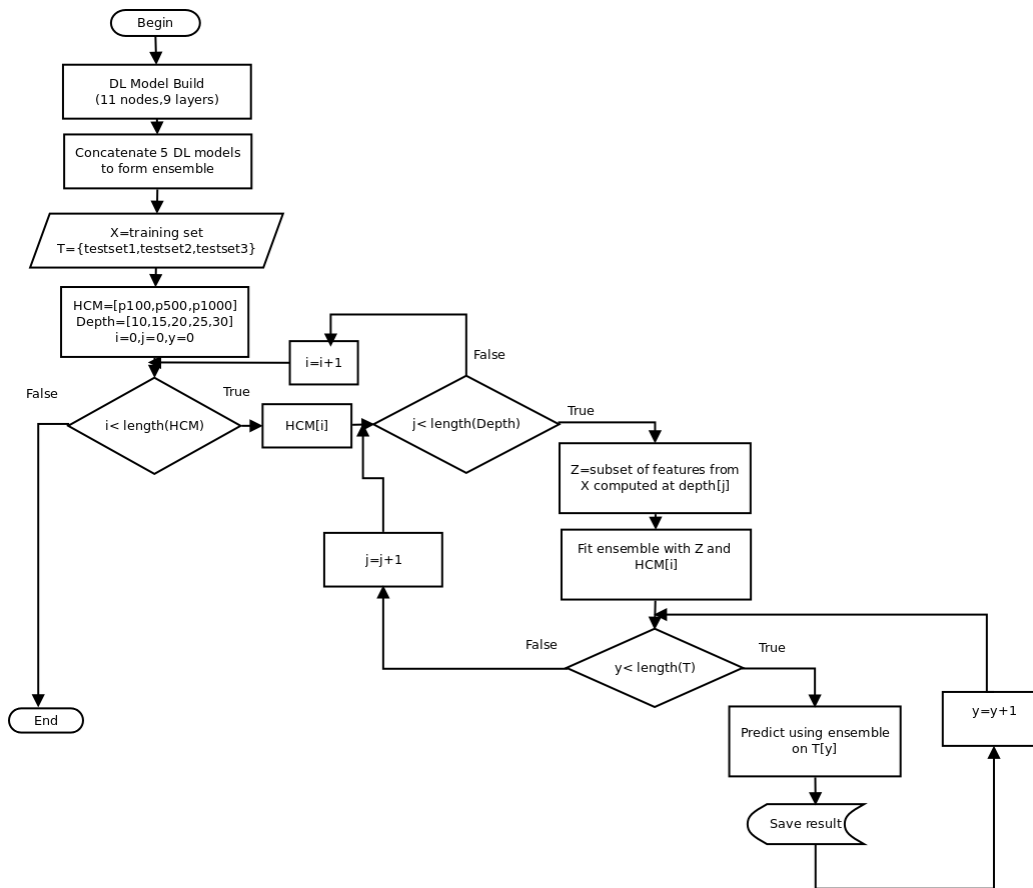 Begin
DL Model Build
(11 nodes,9 layers)
Concatenate 5 DL models
to form ensemble
X=training set
T={testset1,testset2,testset3}
HCM=[p100,p500,p1000]
Depth=[10,15,20,25,30]
i=0,j=0,y=0
i=i+1
False
False
True
i< length(HCM)
HCM[i]
j< length(Depth)
True
Z=subset of features from
X computed at depth[j]
Fit ensemble with Z and
HCM[i]
j=j+1
False
True
y< length(T)
End
Predict using ensemble
on T[y]
y=y+1
Save result